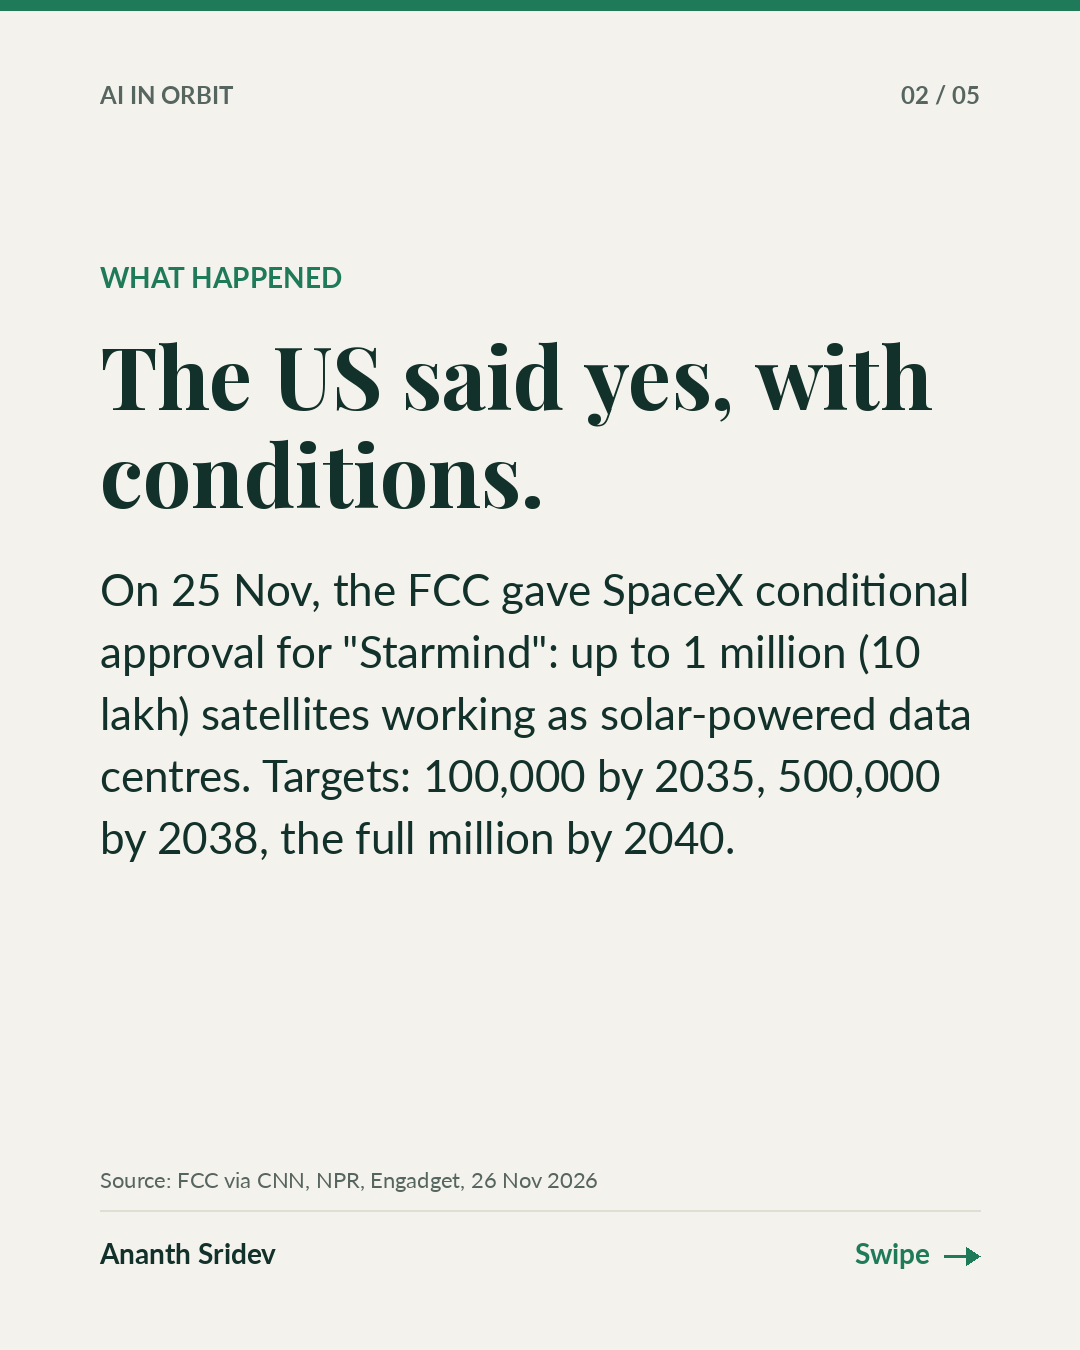 AI IN ORBIT
02 / 05
WHAT HAPPENED
The US said yes, with
conditions.
On 25 Nov, the FCC gave SpaceX conditional
approval for "Starmind": up to 1 million (10
lakh) satellites working as solar-powered data
centres. Targets: 100,000 by 2035, 500,000
by 2038, the full million by 2040.
Source: FCC via CNN, NPR, Engadget, 26 Nov 2026
Ananth Sridev
Swipe →